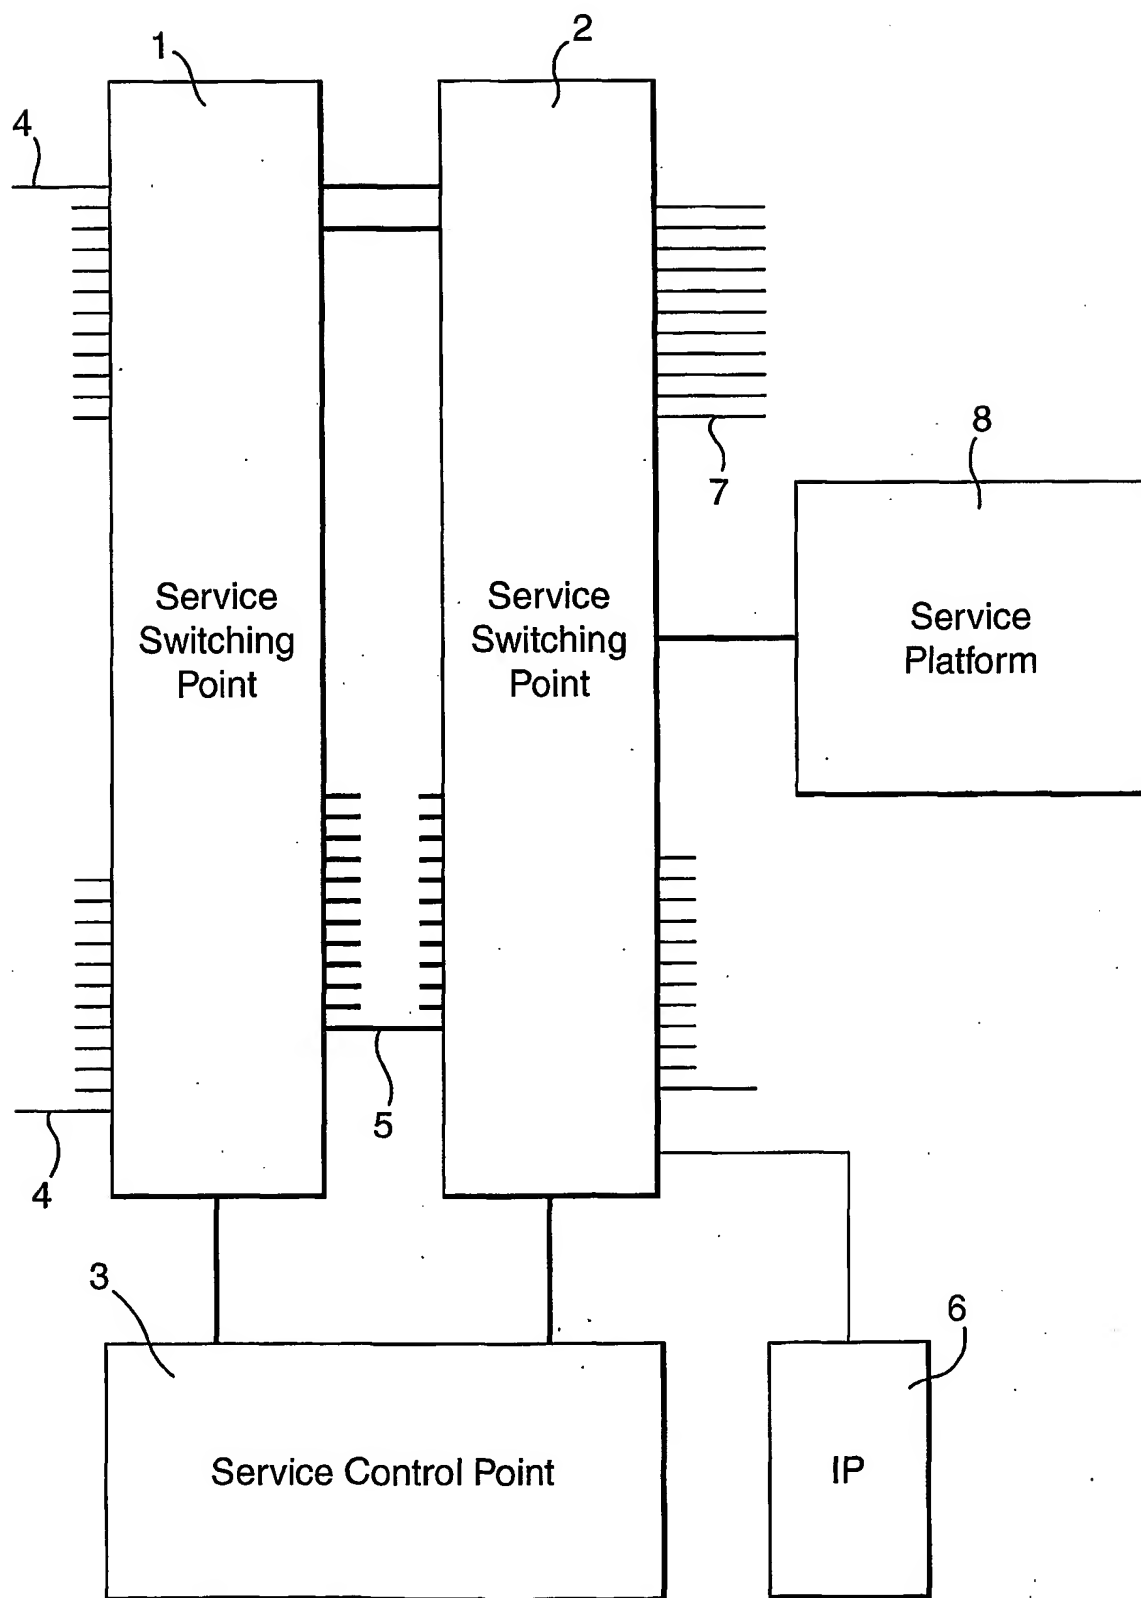 1
2
4
7
8
Service
Switching
Point
Service
Switching
Point
Service
Platform
5
4
3
6
Service Control Point
IP